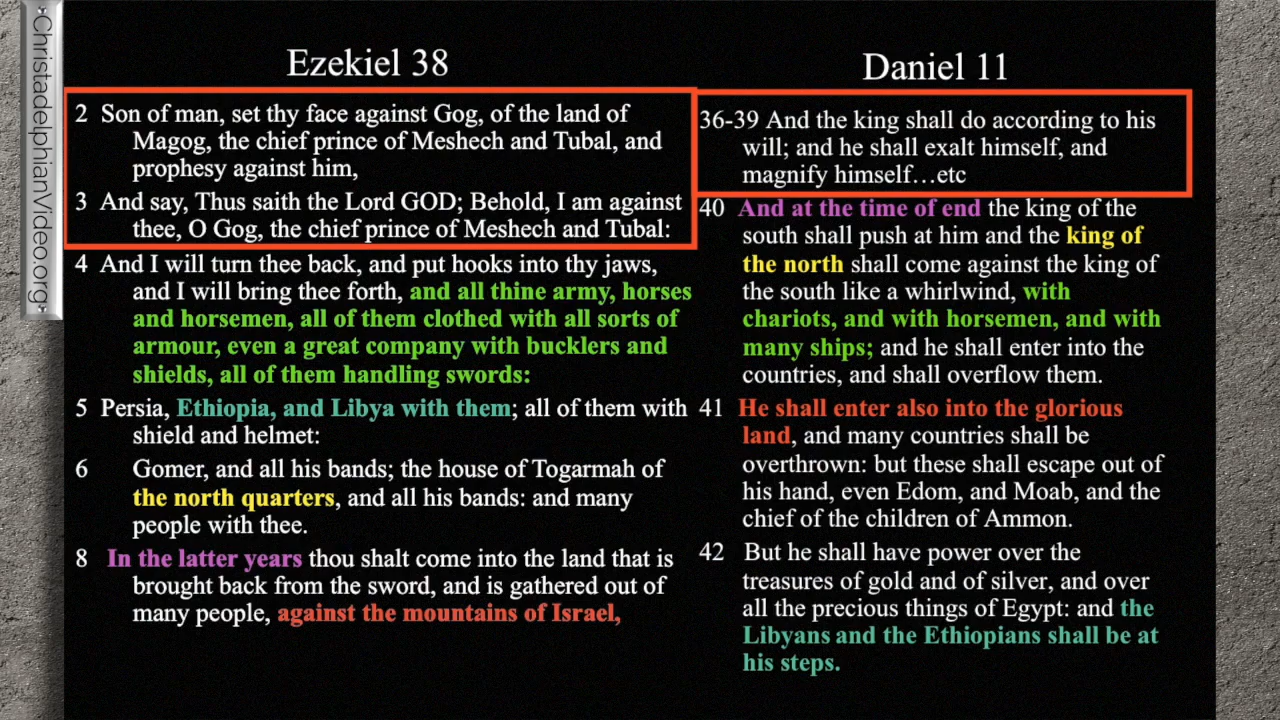 ChristadelphianVideo.org
Ezekiel 38
2 Son of man, set thy face against Gog, of the land of
Magog, the chief prince of Meshech and Tubal, and
prophesy against him,
3 And say, Thus saith the Lord GOD; Behold, I am against
thee, O Gog, the chief prince of Meshech and Tubal:
4 And I will turn thee back, and put hooks into thy jaws,
and I will bring thee forth, and all thine army, horses
and horsemen, all of them clothed with all sorts of
armour, even a great company with bucklers and
shields, all of them handling swords:
5 Persia, Ethiopia, and Libya with them; all of them with
shield and helmet:
6 Gomer, and all his bands; the house of Togarmah of
the north quarters, and all his bands: and many
people with thee.
8 In the latter years thou shalt come into the land that is
brought back from the sword, and is gathered out of
many people, against the mountains of Israel,
Daniel 11
36-39 And the king shall do according to his
will; and he shall exalt himself, and
magnify himself…etc
40 And at the time of end the king of the
south shall push at him and the king of
the north shall come against the king of
the south like a whirlwind, with
chariots, and with horsemen, and with
many ships; and he shall enter into the
countries, and shall overflow them.
41 He shall enter also into the glorious
land, and many countries shall be
overthrown: but these shall escape out of
his hand, even Edom, and Moab, and the
chief of the children of Ammon.
42 But he shall have power over the
treasures of gold and of silver, and over
all the precious things of Egypt: and the
Libyans and the Ethiopians shall be at
his steps.